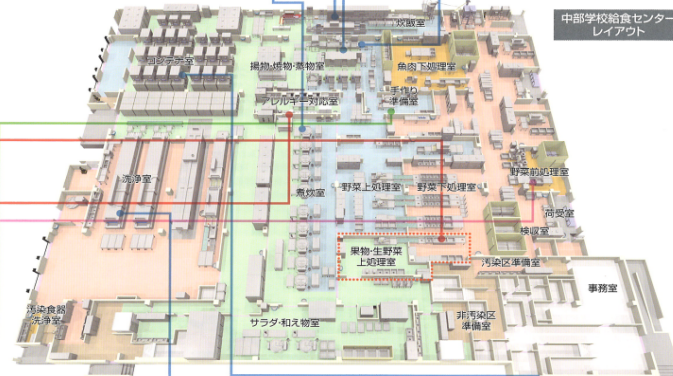 中部学校給食センター
レイアウト
炊飯室
コンテナ室
揚物・焼物・蒸物室
魚肉下処理室
手作り
準備室
アレルギー対応室
野菜前処理室
洗浄室
煮炊室
野菜上処理室
野菜下処理室
荷受室
検収室
果物・生野菜
上処理室
汚染区準備室
事務室
汚染食器
洗浄室
サラダ・和え物室
非汚染区
準備室